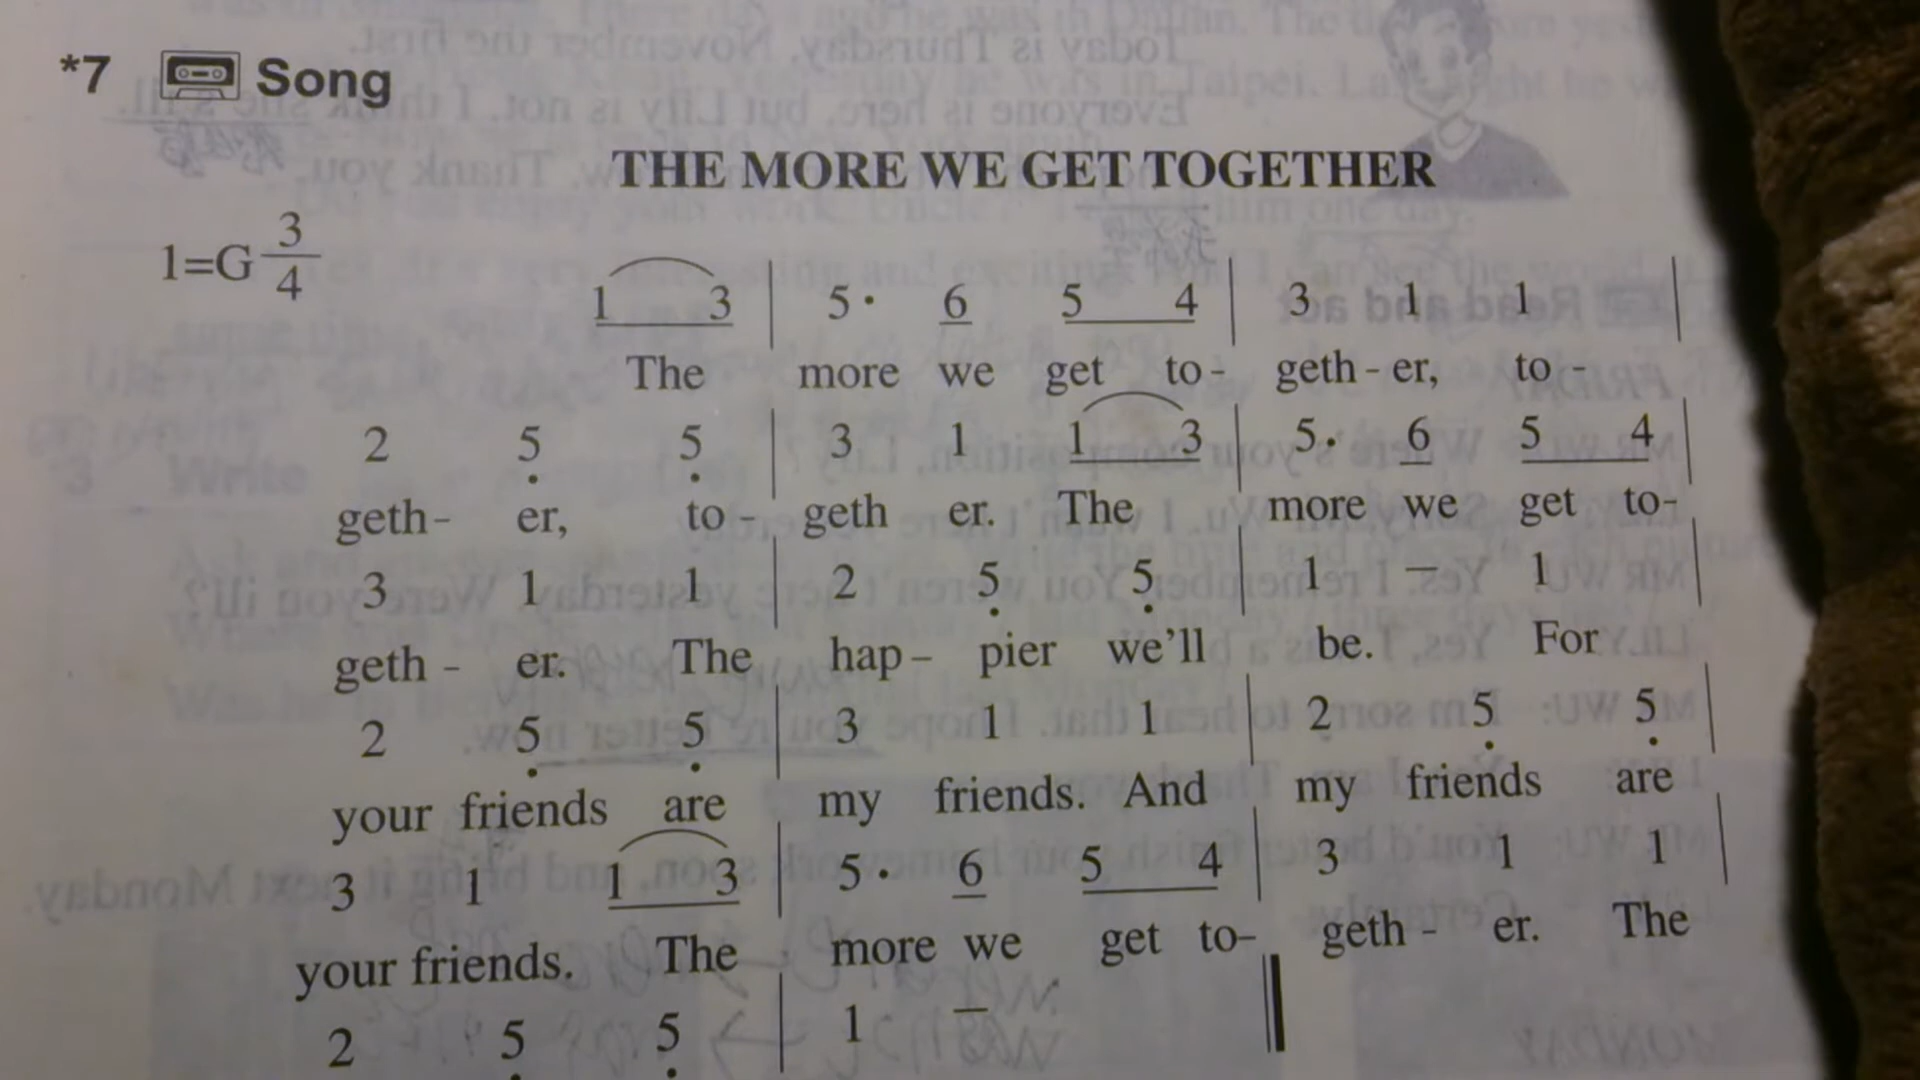 *7 Song
THE MORE WE GET TOGETHER
1=G 3/4
1 3 | 5· 6 5 4 | 3 1 1 |
The more we get to- geth-er, to-
2 5̣ 5̣ | 3 1 1 3 | 5· 6 5 4 |
geth- er, to- geth er. The more we get to-
3 1 1 | 2 5̣ 5̣ | 1 – 1 |
geth- er. The hap- pier we'll be. For
2 5̣ 5̣ | 3 1 1 | 2 5̣ 5̣ |
your friends are my friends. And my friends are
3 1 1 3 | 5· 6 5 4 | 3 1 1 |
your friends. The more we get to- geth- er. The
2 5̣ 5̣ | 1 – ‖